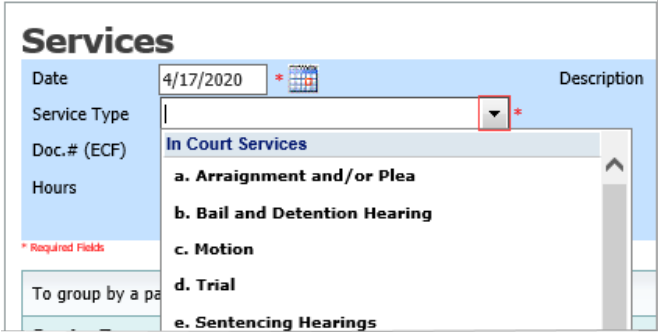 Services
Date 4/17/2020 * Description
Service Type *
In Court Services
Doc.# (ECF)
a. Arraignment and/or Plea
Hours
b. Bail and Detention Hearing
c. Motion
* Required Fields
d. Trial
To group by a pa
e. Sentencing Hearings